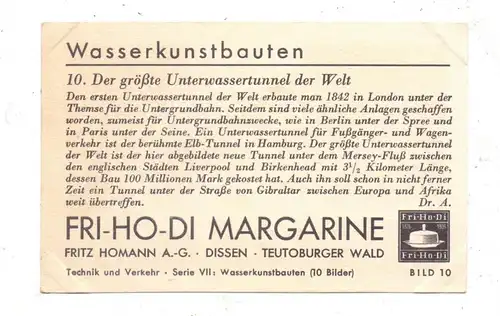 Wasserkunstbauten
10. Der größte Unterwassertunnel der Welt
Den ersten Unterwassertunnel der Welt erbaute man 1842 in London unter der
Themse für die Untergrundbahn. Seitdem sind viele ähnliche Anlagen geschaffen
worden, zumeist für Untergrundbahnzwecke, wie in Berlin unter der Spree und
in Paris unter der Seine. Ein Unterwassertunnel für Fußgänger- und Wagen-
verkehr ist der berühmte Elb-Tunnel in Hamburg. Der größte Unterwassertunnel
der Welt ist der hier abgebildete neue Tunnel unter dem Mersey-Fluß zwischen
den englischen Städten Liverpool und Birkenhead mit 3½ Kilometer Länge,
dessen Bau 100 Millionen Mark gekostet hat. Auch ihn soll schon in nicht ferner
Zeit ein Tunnel unter der Straße von Gibraltar zwischen Europa und Afrika
weit übertreffen. Dr. A.
FRI-HO-DI MARGARINE
FRITZ HOMANN A.-G. · DISSEN · TEUTOBURGER WALD
Technik und Verkehr · Serie VII: Wasserkunstbauten (10 Bilder)
Fri-Ho-Di
Fri-Ho-Di
BILD 10